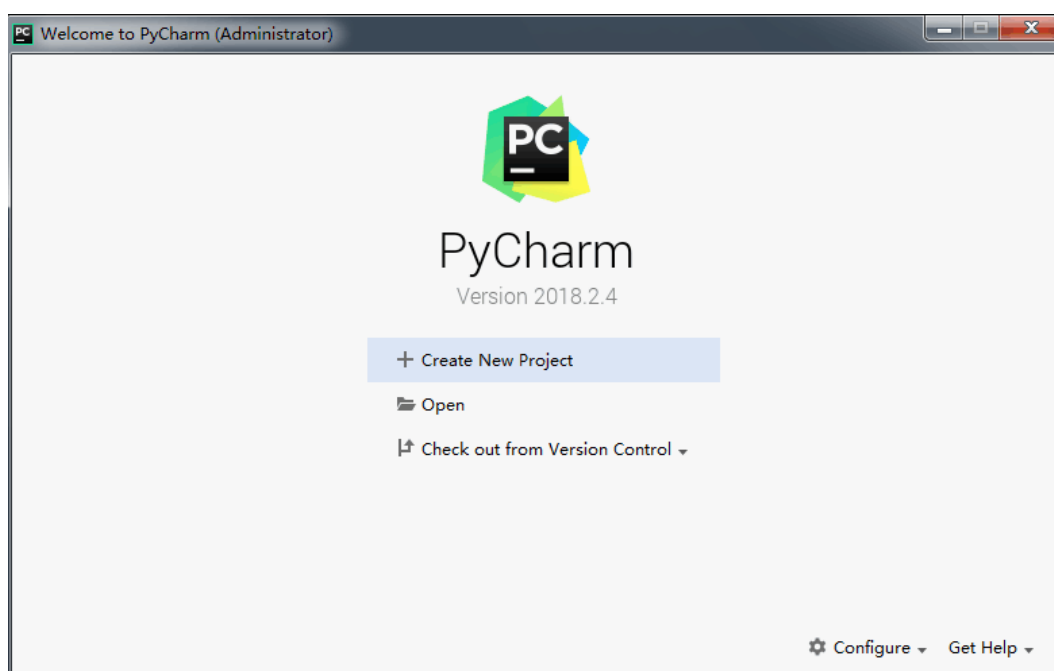 Welcome to PyCharm (Administrator)
PC
PyCharm
Version 2018.2.4
Create New Project
Open
Check out from Version Control
Configure
Get Help